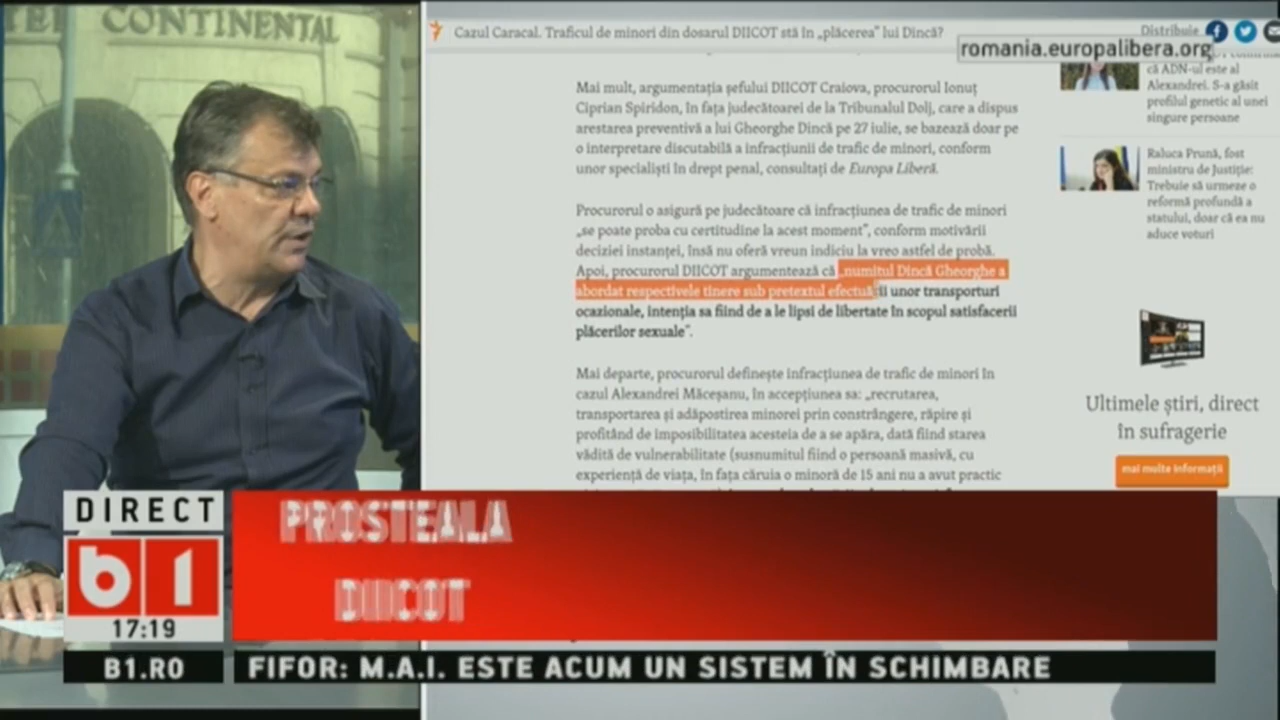 CONTINENTAL
Cazul Caracal. Traficul de minori din dosarul DIICOT stă în „plăcerea” lui Dincă?
Distribuie
romania.europalibera.org
Mai mult, argumentația șefului DIICOT Craiova, procurorul Ionuț
Ciprian Spiridon, în fața judecătoarei de la Tribunalul Dolj, care a dispus
arestarea preventivă a lui Gheorghe Dincă pe 27 iulie, se bazează doar pe
o interpretare discutabilă a infracțiunii de trafic de minori, conform
unor specialiști în drept penal, consultați de Europa Liberă.
Procurorul o asigură pe judecătoare că infracțiunea de trafic de minori
„se poate proba cu certitudine la acest moment”, conform motivării
deciziei instanței, însă nu oferă vreun indiciu la vreo astfel de probă.
Apoi, procurorul DIICOT argumentează că „numitul Dincă Gheorghe a
abordat respectivele tinere sub pretextul efectuării unor transporturi
ocazionale, intenția sa fiind de a le lipsi de libertate în scopul satisfacerii
plăcerilor sexuale”.
Mai departe, procurorul definește infracțiunea de trafic de minori în
cazul Alexandrei Măceșanu, în accepțiunea sa: „recrutarea,
transportarea și adăpostirea minorei prin constrângere, răpire și
profitând de imposibilitatea acesteia de a se apăra, dată fiind starea
vădită de vulnerabilitate (susnumitul fiind o persoană masivă, cu
experiență de viața, în fața căruia o minoră de 15 ani nu a avut practic
că ADN-ul este al
Alexandrei. S-a găsit
profilul genetic al unei
singure persoane
Raluca Prună, fost
ministru de Justiție:
Trebuie să urmeze o
reformă profundă a
statului, doar că ea nu
aduce voturi
Ultimele știri, direct
în sufragerie
mai multe informații
DIRECT
b1
17:19
B1.RO
PROSTEALA
DIICOT
FIFOR: M.A.I. ESTE ACUM UN SISTEM ÎN SCHIMBARE